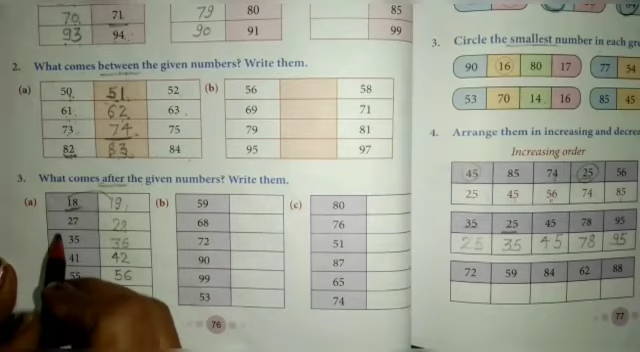 70 71 79 80 85
93 94 90 91 99
2. What comes between the given numbers? Write them.
(a) 50 51 52 (b) 56 58
61 62 63 69 71
73 74 75 79 81
82 83 84 95 97
3. What comes after the given numbers? Write them.
(a) 18 19 (b) 59 (c) 80
27 28 68 76
35 36 72 51
41 42 90 87
55 56 99 65
53 74
76
3. Circle the smallest number in each
90 16 80 17 77 54
53 70 14 16 85 45
4. Arrange them in increasing and
Increasing order
45 85 74 25 56
25 45 56 74 85
35 25 45 78 95
25 35 45 78 95
72 59 84 62 88
77